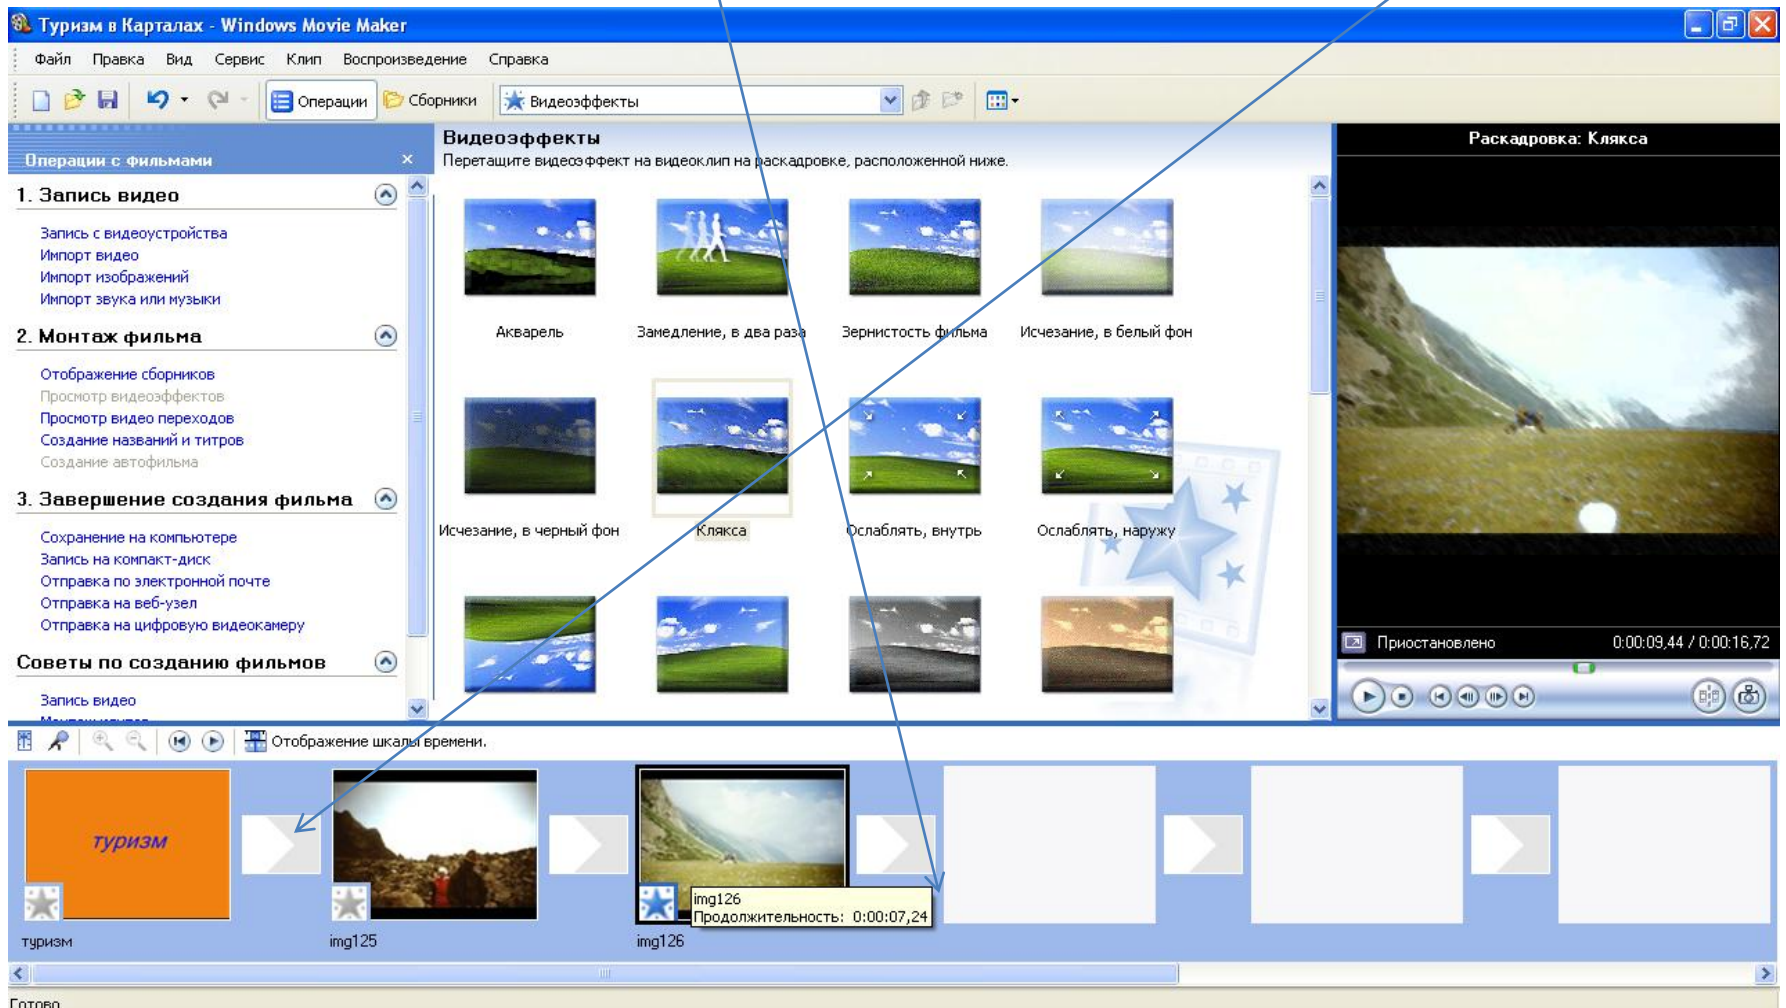 Туризм в Карталах - Windows Movie Maker
Файл Правка Вид Сервис Клип Воспроизведение Справка
Операции Сборники Видеоэффекты
Операции с фильмами
1. Запись видео
Запись с видеоустройства
Импорт видео
Импорт изображений
Импорт звука или музыки
2. Монтаж фильма
Отображение сборников
Просмотр видеоэффектов
Просмотр видео переходов
Создание названий и титров
Создание автофильма
3. Завершение создания фильма
Сохранение на компьютере
Запись на компакт-диск
Отправка по электронной почте
Отправка на веб-узел
Отправка на цифровую видеокамеру
Советы по созданию фильмов
Запись видео
Видеоэффекты
Перетащите видеоэффект на видеоклип на раскадровке, расположенной ниже.
Акварель Замедление, в два раза Зернистость фильма Исчезание, в белый фон
Исчезание, в черный фон Клякса Ослаблять, внутрь Ослаблять, наружу
Раскадровка: Клякса
Приостановлено 0:00:09,44 / 0:00:16,72
Отображение шкалы времени.
туризм
img126
Продолжительность: 0:00:07,24
туризм img125 img126
Готово